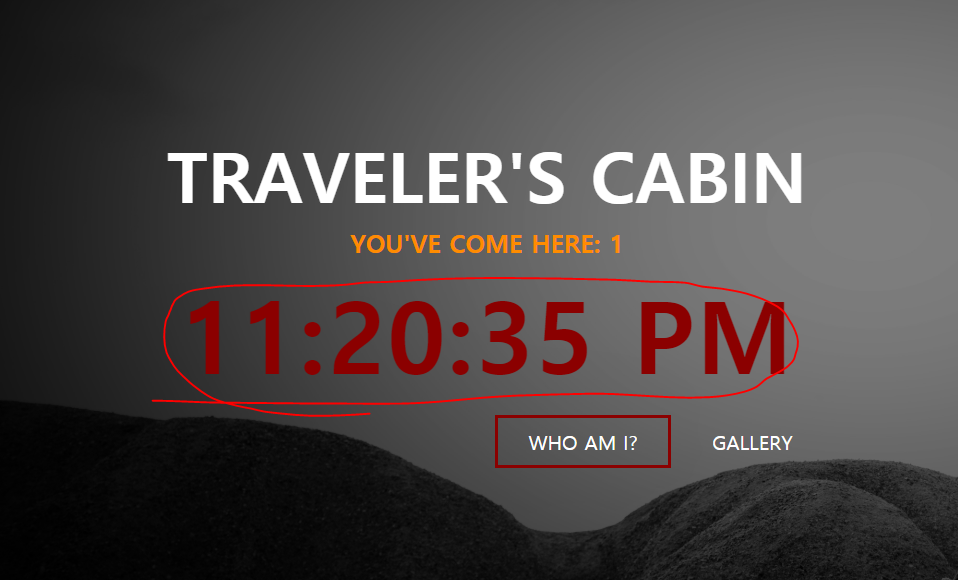 TRAVELER'S CABIN
YOU'VE COME HERE: 1
11:20:35 PM
WHO AM I? GALLERY